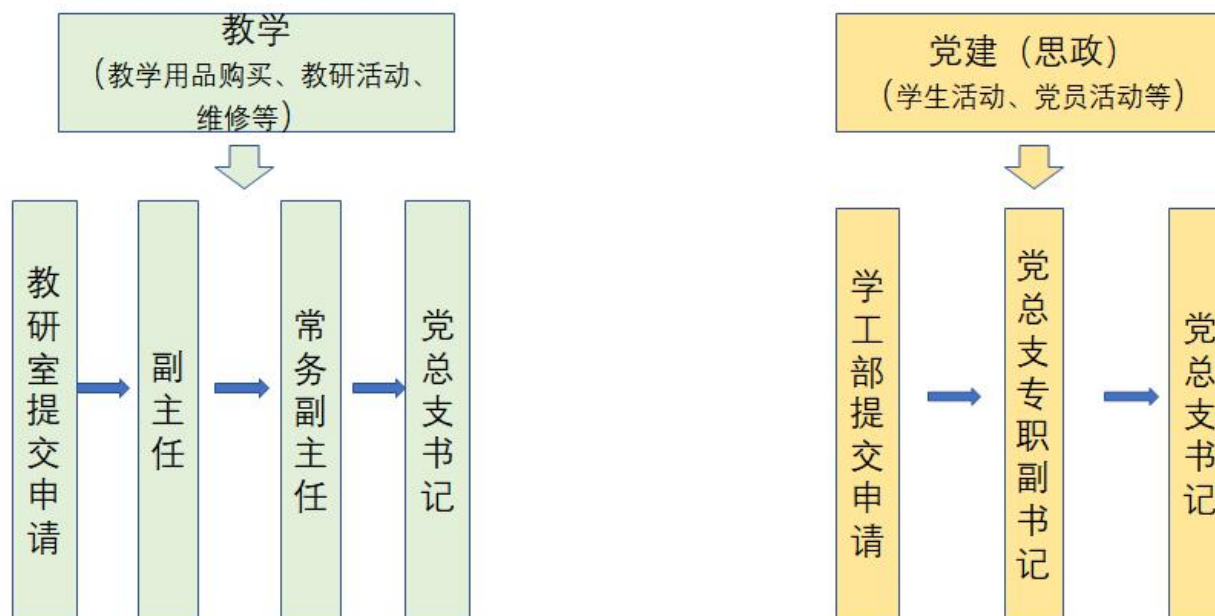 教学
（教学用品购买、教研活动、
维修等）
教研室提交申请
副主任
常务副主任
党总支书记
党建（思政）
（学生活动、党员活动等）
学工部提交申请
党总支专职副书记
党总支书记